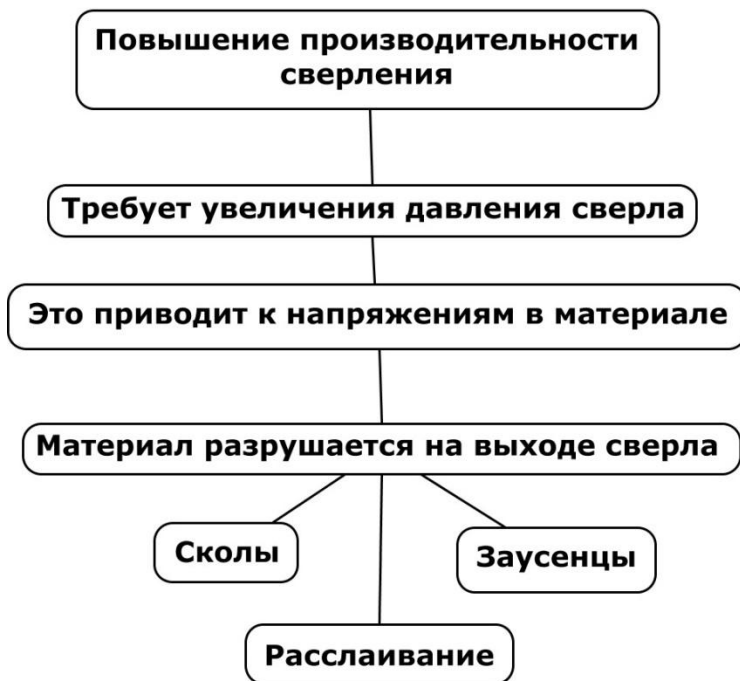 Повышение производительности
сверления
Требует увеличения давления сверла
Это приводит к напряжениям в материале
Материал разрушается на выходе сверла
Сколы
Заусенцы
Расслаивание